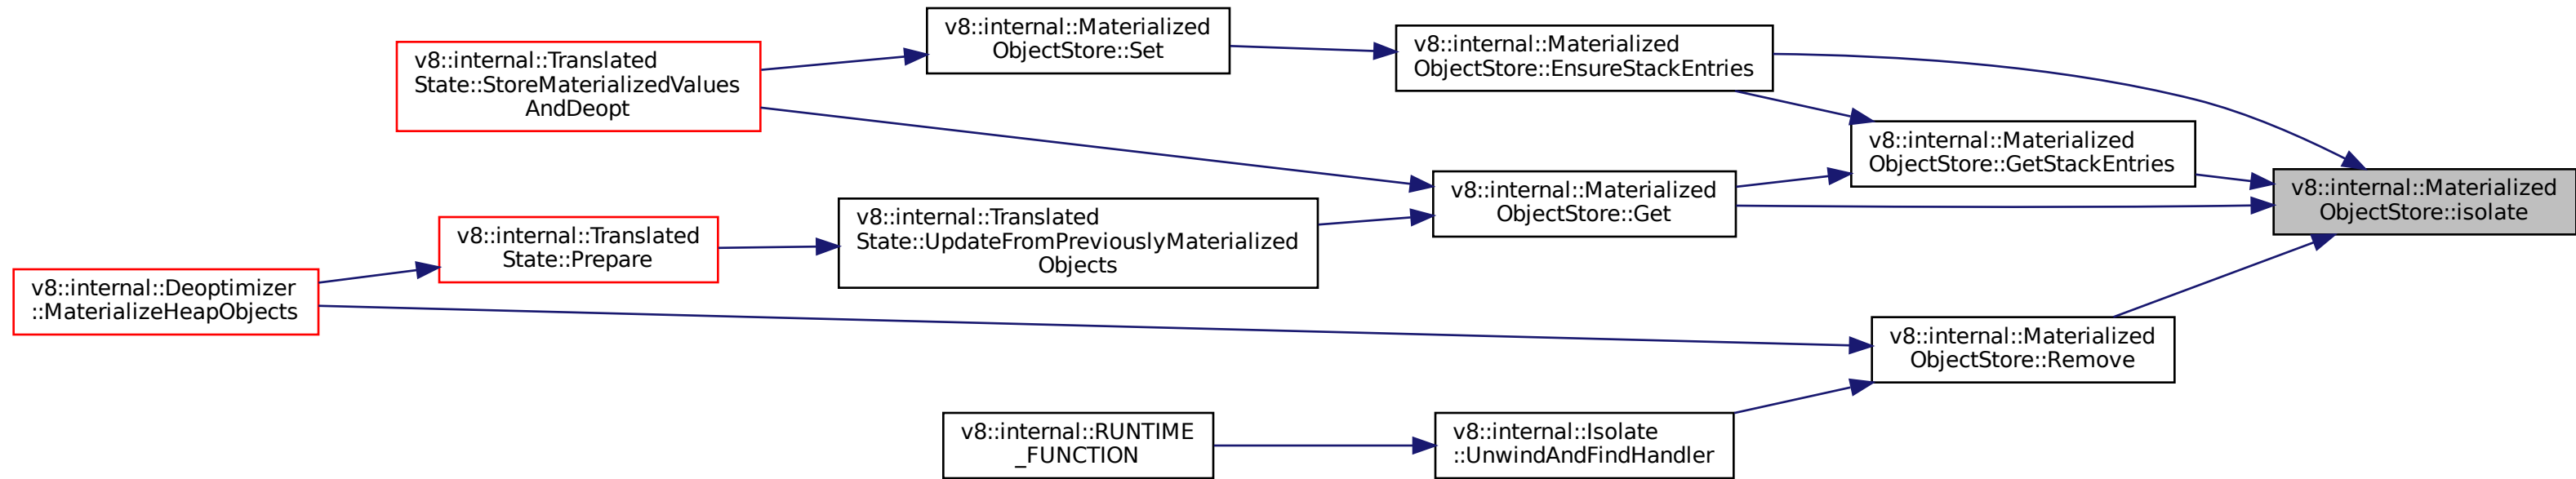 v8::internal::Materialized
ObjectStore::Set
v8::internal::Materialized
ObjectStore::EnsureStackEntries
v8::internal::Translated
State::StoreMaterializedValues
AndDeopt
v8::internal::Materialized
ObjectStore::GetStackEntries
v8::internal::Materialized
ObjectStore::Get
v8::internal::Materialized
ObjectStore::isolate
v8::internal::Translated
State::UpdateFromPreviouslyMaterialized
Objects
v8::internal::Translated
State::Prepare
v8::internal::Deoptimizer
::MaterializeHeapObjects
v8::internal::Materialized
ObjectStore::Remove
v8::internal::RUNTIME
_FUNCTION
v8::internal::Isolate
::UnwindAndFindHandler